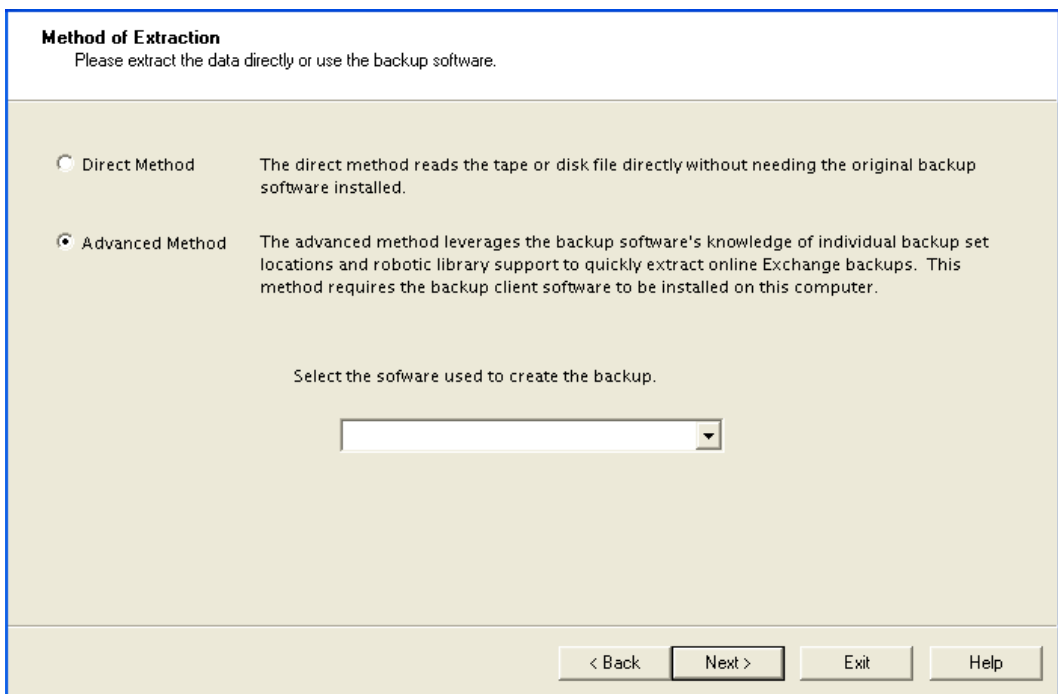 Method of Extraction
Please extract the data directly or use the backup software.
Direct Method
The direct method reads the tape or disk file directly without needing the original backup
software installed.
Advanced Method
The advanced method leverages the backup software's knowledge of individual backup set
locations and robotic library support to quickly extract online Exchange backups.  This
method requires the backup client software to be installed on this computer.
Select the sofware used to create the backup.
< Back
Next >
Exit
Help